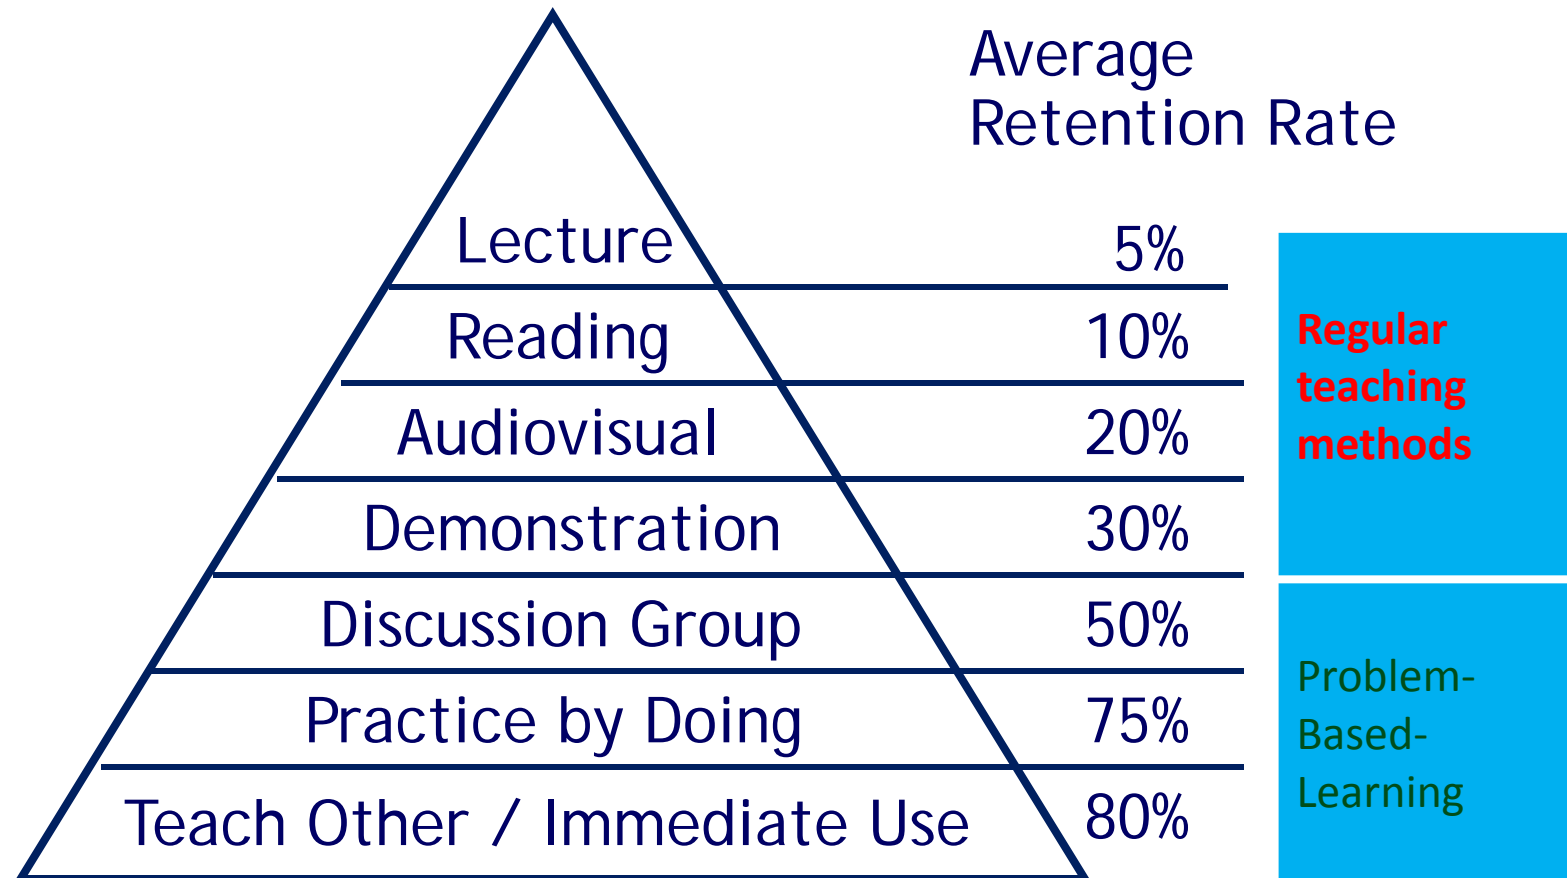 Average
Retention Rate
Lecture 5%
Reading 10%
Audiovisual 20%
Demonstration 30%
Discussion Group 50%
Practice by Doing 75%
Teach Other / Immediate Use 80%
Regular
teaching
methods
Problem-
Based-
Learning